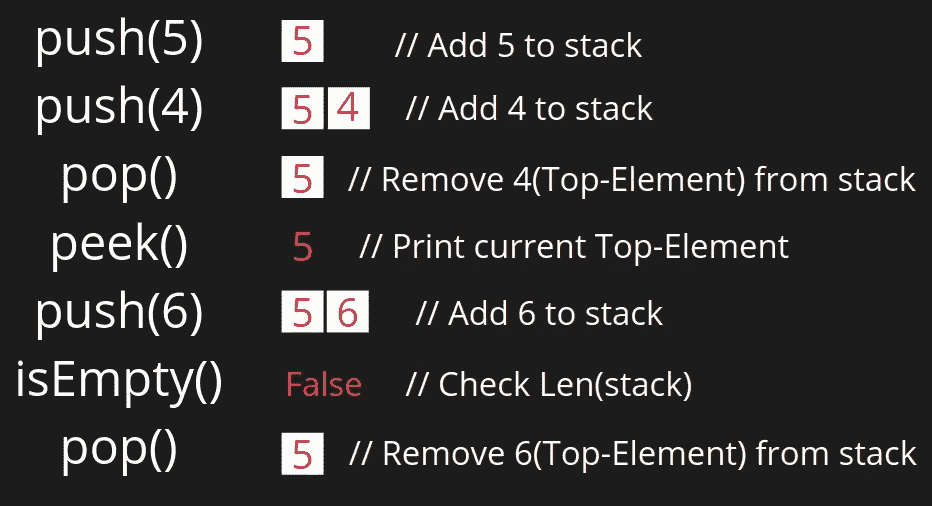 push(5) 5 // Add 5 to stack
push(4) 5 4 // Add 4 to stack
pop() 5 // Remove 4(Top-Element) from stack
peek() 5 // Print current Top-Element
push(6) 5 6 // Add 6 to stack
isEmpty() False // Check Len(stack)
pop() 5 // Remove 6(Top-Element) from stack